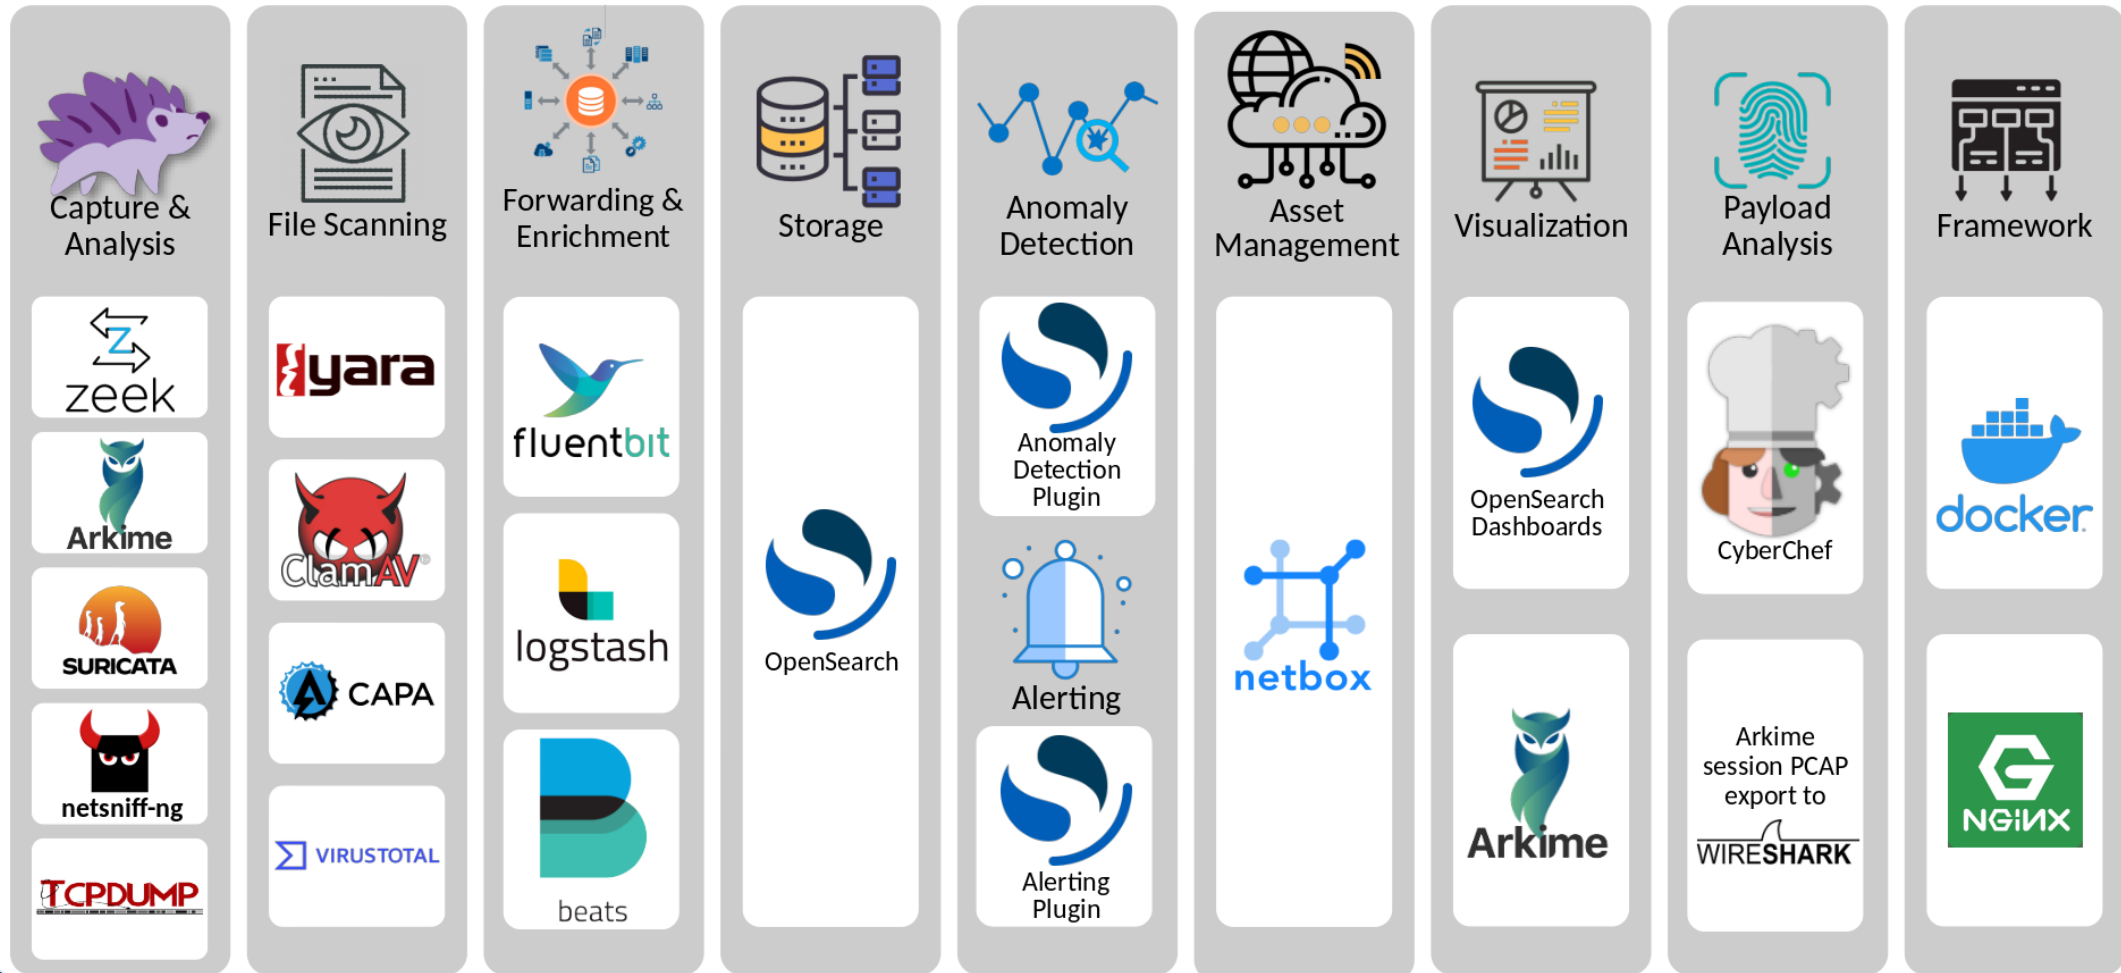 Capture &
Analysis
zeek
Arkime
SURICATA
netsniff-ng
TCPDUMP
File Scanning
yara
ClamAV®
CAPA
VIRUSTOTAL
Forwarding &
Enrichment
fluentbit
logstash
beats
Storage
OpenSearch
Anomaly
Detection
Anomaly
Detection
Plugin
Alerting
Alerting
Plugin
Asset
Management
netbox
Visualization
OpenSearch
Dashboards
Arkime
Payload
Analysis
CyberChef
Arkime
session PCAP
export to
WIRESHARK
Framework
docker
NGiNX